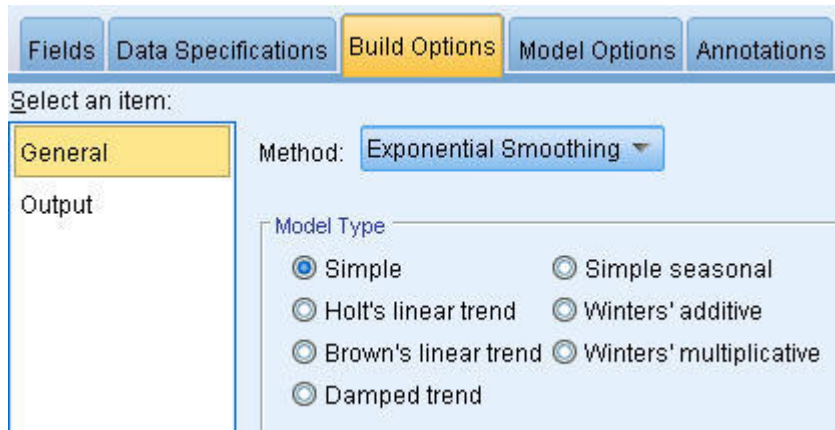 Fields Data Specifications Build Options Model Options Annotations
Select an item:
General
Output
Method: Exponential Smoothing
Model Type
Simple Simple seasonal
Holt's linear trend Winters' additive
Brown's linear trend Winters' multiplicative
Damped trend